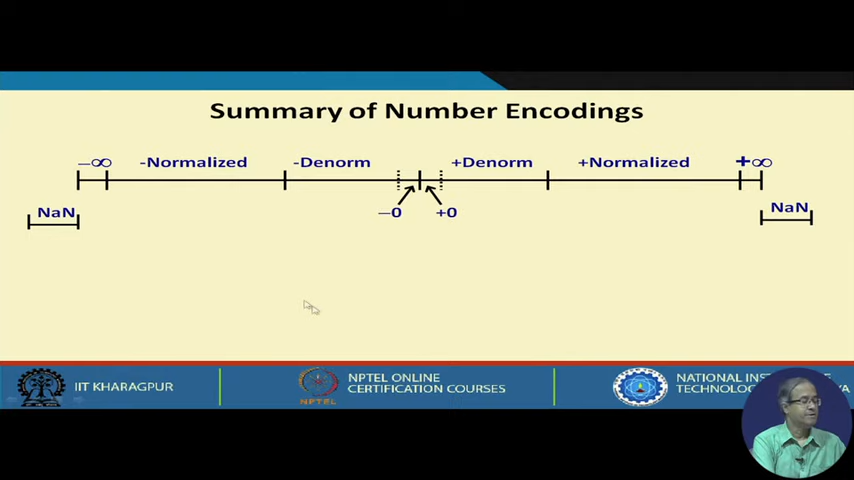 Summary of Number Encodings
–∞ -Normalized -Denorm +Denorm +Normalized +∞
NaN –0 +0 NaN
IIT KHARAGPUR
NPTEL
NPTEL ONLINE
CERTIFICATION COURSES
NATIONAL
TECHNOLOG